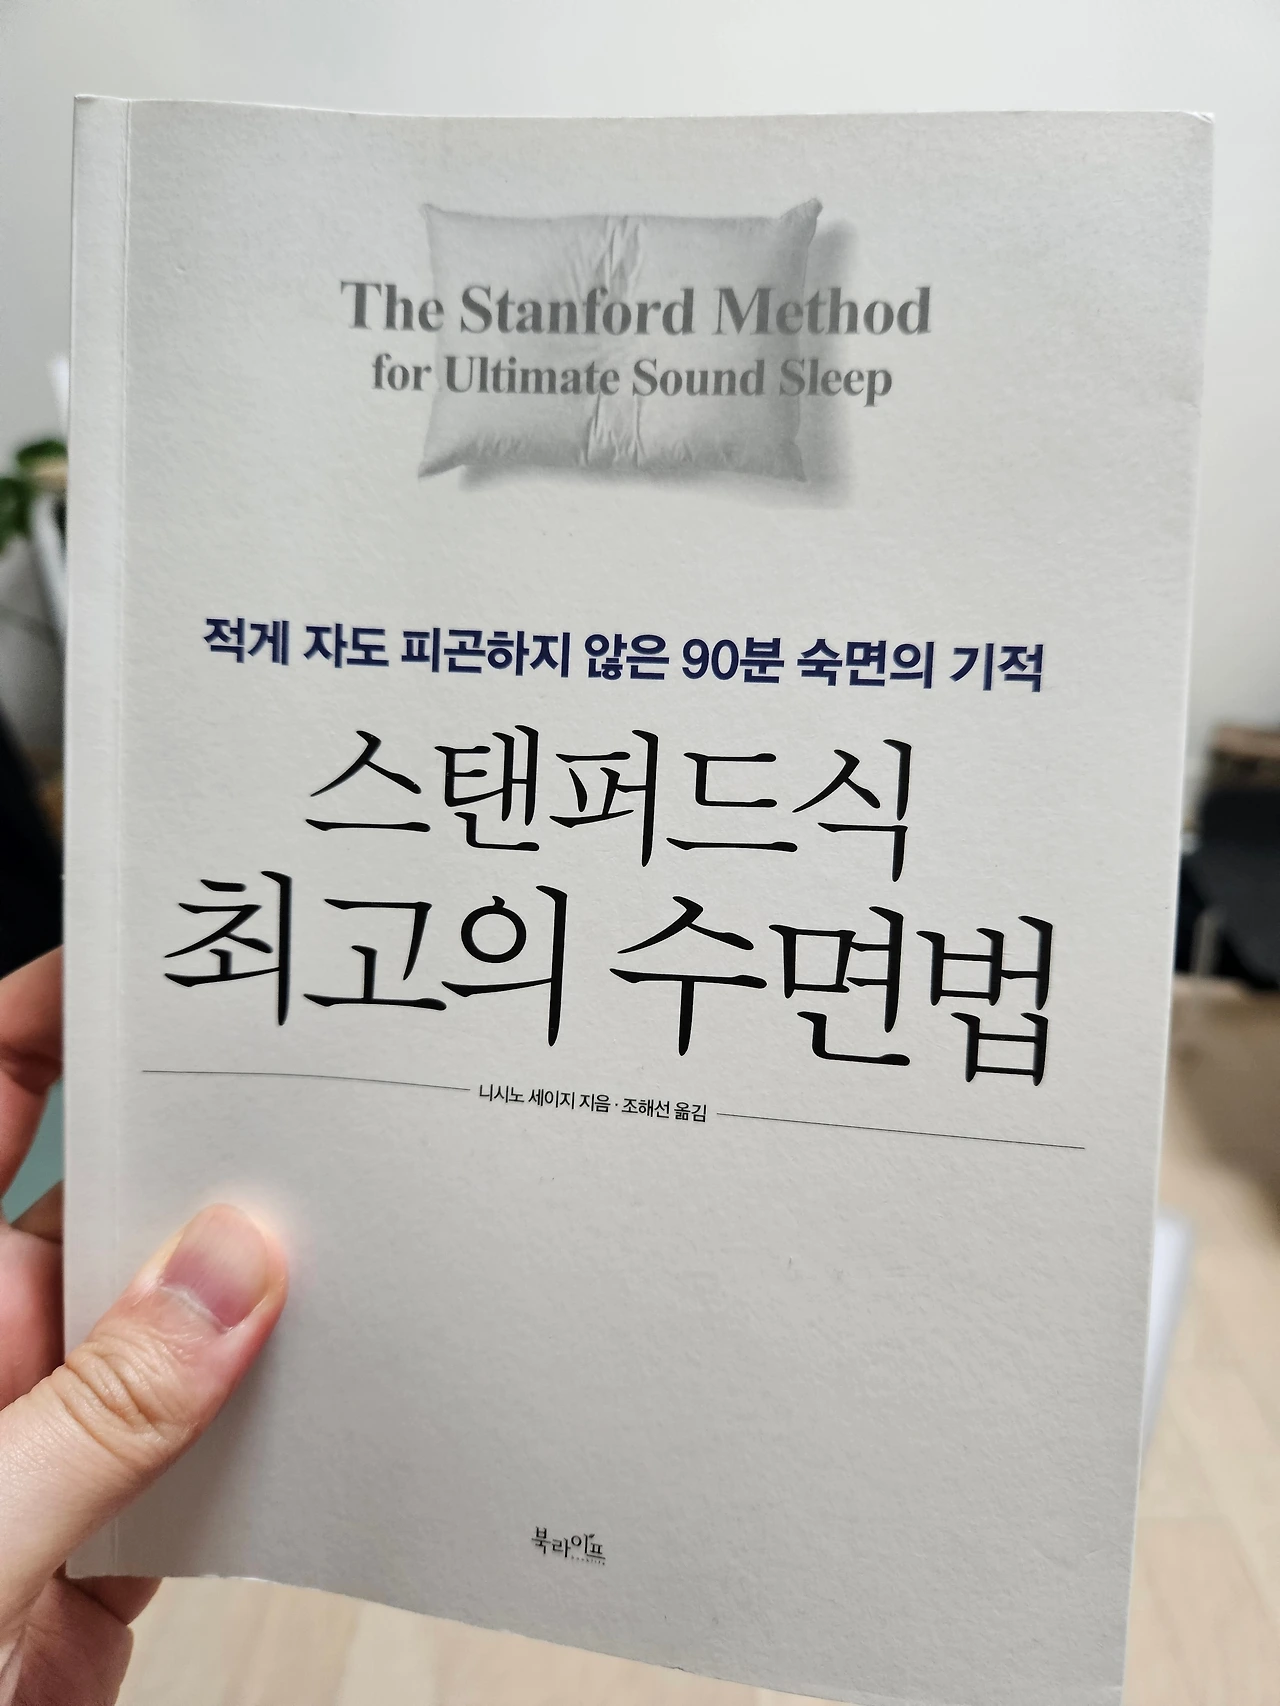 The Stanford Method
for Ultimate Sound Sleep
적게 자도 피곤하지 않은 90분 숙면의 기적
스탠퍼드식
최고의 수면법
니시노 세이지 지음 · 조해선 옮김
북라이프